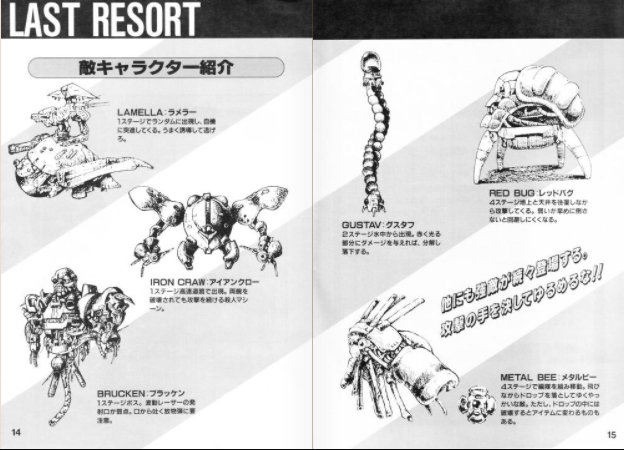 LAST RESORT
敵キャラクター紹介
LAMELLA：ラメラー
1ステージでランダムに出現し、自機
に突進してくる。うまく誘導して逃げ
ろ。
IRON CRAW：アイアンクロー
1ステージ高速道路で出現。両腕を
破壊されても攻撃を続ける殺人マシ
ーン。
BRUCKEN：ブラッケン
1ステージボス。波動レーザーの発
射口が弱点。口から吐く放物弾に要
注意。
14
GUSTAV：グスタフ
2ステージ水中から出現。赤く光る
部分にダメージを与えれば、分解し
落下する。
RED BUG：レッドバグ
4ステージ地上と天井を往復しなが
ら攻撃してくる。素早めに倒さ
ないと回避しにくくなる。
他にも強敵が続々登場する。
攻撃の手を決してゆるめるな!!
METAL BEE：メタルビー
4ステージで編隊を組み移動。飛び
ながらドロップを落としてゆくやっ
かいな敵。ただし、ドロップの中には
破壊するとアイテムに変わるものも
ある。
15